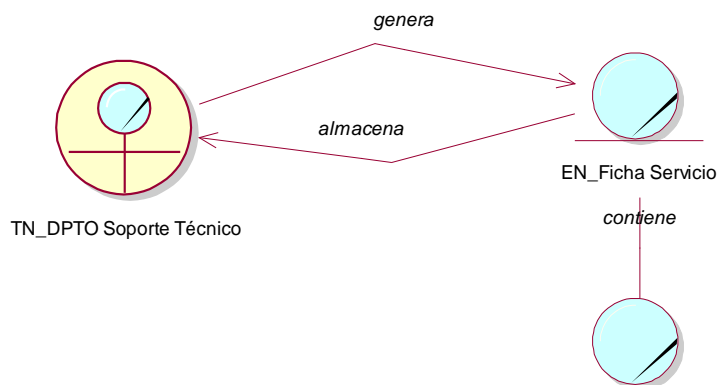 genera
almacena
EN_Ficha Servicio
contiene
TN_DPTO Soporte Técnico